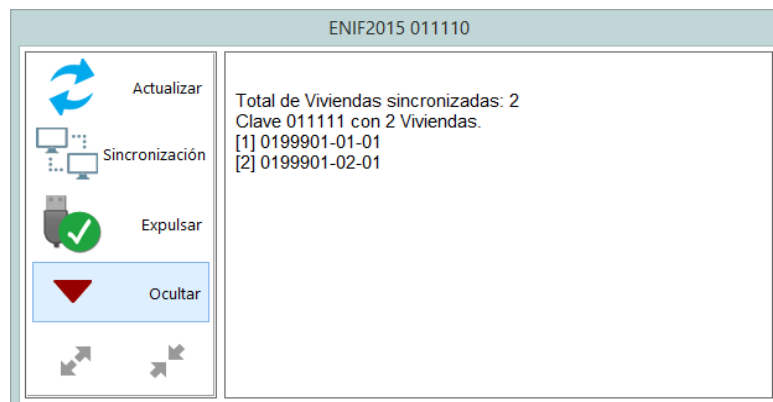 ENIF2015 011110
Actualizar
Sincronización
Expulsar
Ocultar
Total de Viviendas sincronizadas: 2
Clave 011111 con 2 Viviendas.
[1] 0199901-01-01
[2] 0199901-02-01